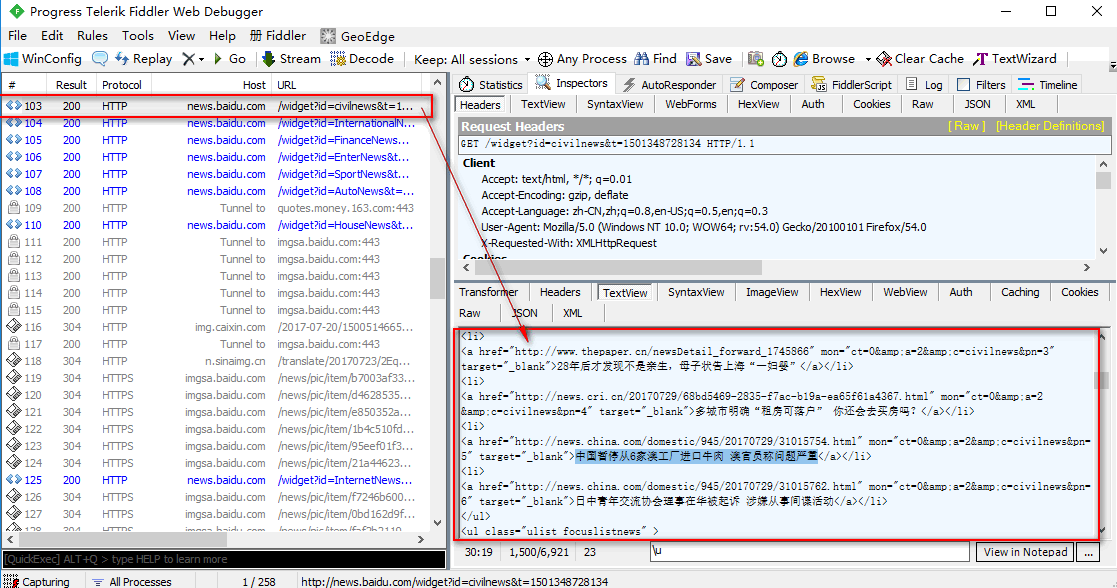 Progress Telerik Fiddler Web Debugger
File Edit Rules Tools View Help 册 Fiddler GeoEdge
WinConfig Replay Go Stream Decode Keep: All sessions Any Process Find Save Browse Clear Cache TextWizard
# Result Protocol Host URL
103 200 HTTP news.baidu.com /widget?id=civilnews&t=1...
104 200 HTTP news.baidu.com /widget?id=InternationalN...
105 200 HTTP news.baidu.com /widget?id=FinanceNews...
106 200 HTTP news.baidu.com /widget?id=EnterNews&t...
107 200 HTTP news.baidu.com /widget?id=SportNews&t...
108 200 HTTP news.baidu.com /widget?id=AutoNews&t=...
109 200 HTTP Tunnel to quotes.money.163.com:443
110 200 HTTP news.baidu.com /widget?id=HouseNews&t...
111 200 HTTP Tunnel to imgsa.baidu.com:443
112 200 HTTP Tunnel to imgsa.baidu.com:443
113 200 HTTP Tunnel to imgsa.baidu.com:443
114 200 HTTP Tunnel to imgsa.baidu.com:443
115 200 HTTP Tunnel to imgsa.baidu.com:443
116 304 HTTP img.caixin.com /2017-07-20/1500514665...
117 200 HTTP Tunnel to imgsa.baidu.com:443
118 304 HTTP n.sinaimg.cn /translate/20170723/2Eq...
119 304 HTTPS imgsa.baidu.com /news/pic/item/b7003af33...
120 304 HTTPS imgsa.baidu.com /news/pic/item/d4628535...
121 304 HTTPS imgsa.baidu.com /news/pic/item/e850352a...
122 304 HTTPS imgsa.baidu.com /news/pic/item/1b4c510fd...
123 304 HTTPS imgsa.baidu.com /news/pic/item/95eef01f3...
124 304 HTTPS imgsa.baidu.com /news/pic/item/21a44623...
125 200 HTTP news.baidu.com /widget?id=InternetNews...
126 304 HTTPS imgsa.baidu.com /news/pic/item/f7246b600...
127 304 HTTPS imgsa.baidu.com /news/pic/item/0bd162d9f...
128 304 HTTPS imgsa.baidu.com
[QuickExec] ALT+Q > type HELP to learn more
Statistics Inspectors AutoResponder Composer FiddlerScript Log Filters Timeline
Headers TextView SyntaxView WebForms HexView Auth Cookies Raw JSON XML
Request Headers [ Raw ] [Header Definitions]
GET /widget?id=civilnews&t=1501348728134 HTTP/1.1
Client
Accept: text/html, */*; q=0.01
Accept-Encoding: gzip, deflate
Accept-Language: zh-CN,zh;q=0.8,en-US;q=0.5,en;q=0.3
User-Agent: Mozilla/5.0 (Windows NT 10.0; WOW64; rv:54.0) Gecko/20100101 Firefox/54.0
X-Requested-With: XMLHttpRequest
Cookies
Transformer Headers TextView SyntaxView ImageView HexView WebView Auth Caching Cookies
Raw JSON XML
<li>
<a href="http://www.thepaper.cn/newsDetail_forward_1745866" mon="ct=0&amp;a=2&amp;c=civilnews&pn=3"
target="_blank">28年后才发现不是亲生，母子状告上海“一妇婴”</a></li>
<li>
<a href="http://news.cri.cn/20170729/68bd5469-2835-f7ac-b19a-ea65f61a4367.html" mon="ct=0&amp;a=2
&amp;c=civilnews&pn=4" target="_blank">多城市明确“租房可落户” 你还会去买房吗？</a></li>
<li>
<a href="http://news.china.com/domestic/945/20170729/31015754.html" mon="ct=0&amp;a=2&amp;c=civilnews&pn=
5" target="_blank">中国暂停从6家澳工厂进口牛肉 澳官员称问题严重</a></li>
<li>
<a href="http://news.china.com/domestic/945/20170729/31015762.html" mon="ct=0&amp;a=2&amp;c=civilnews&pn=
6" target="_blank">日中青年交流协会理事在华被起诉 涉嫌从事间谍活动</a></li>
</ul>
<ul class="ulist focuslistnews" >
30:19 1,500/6,921 23 \u View in Notepad ...
Capturing All Processes 1 / 258 http://news.baidu.com/widget?id=civilnews&t=1501348728134